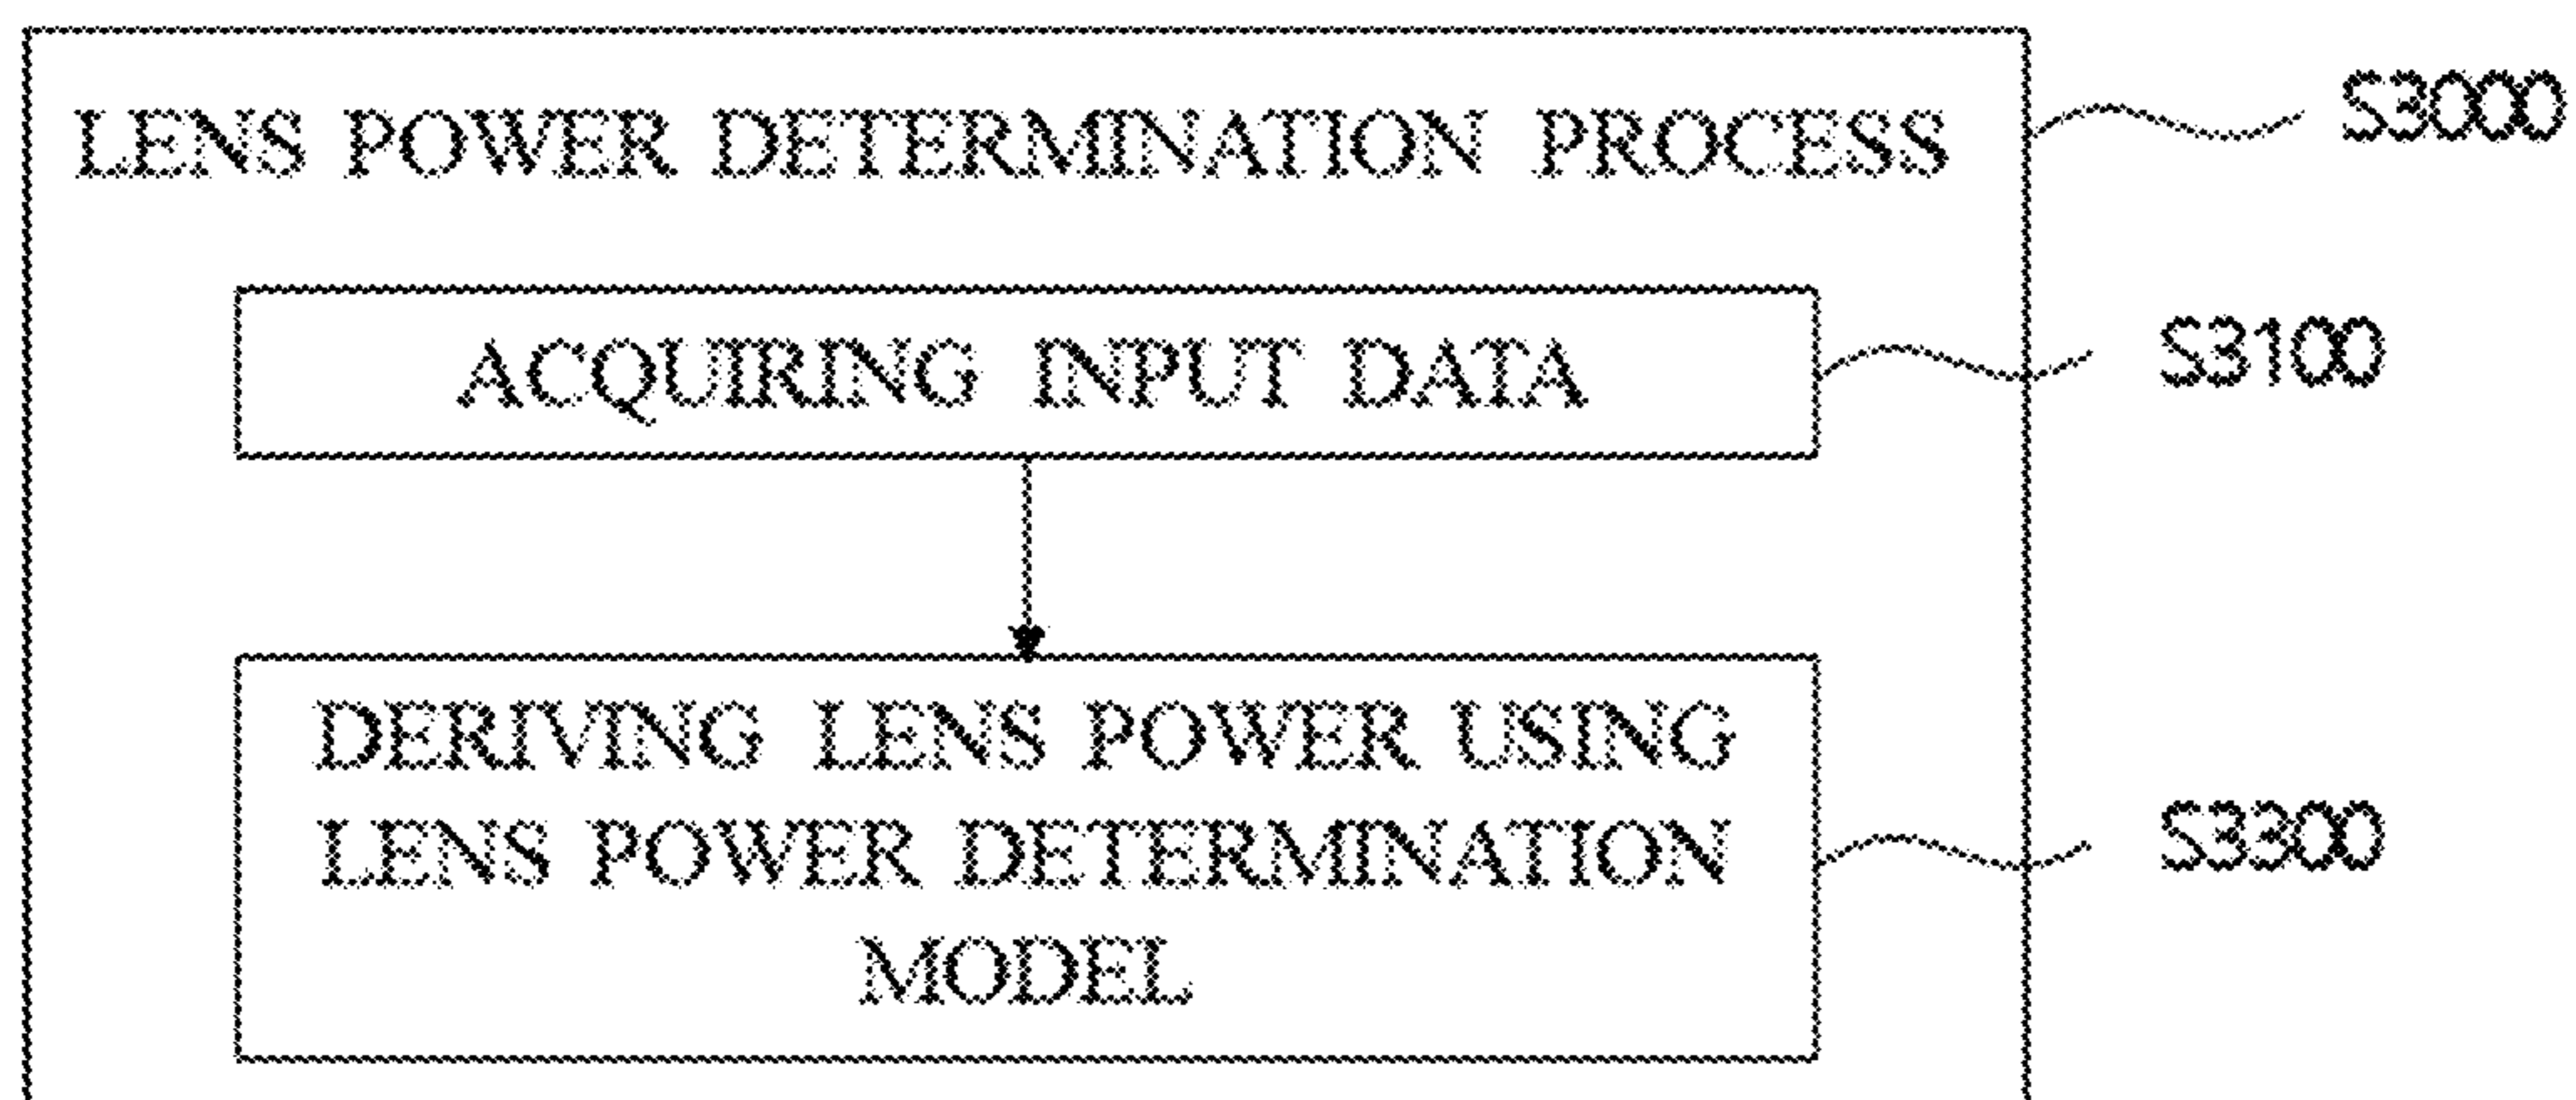 LENS POWER DETERMINATION PROCESS
S3000
ACQUIRING INPUT DATA
S3100
DERIVING LENS POWER USING
LENS POWER DETERMINATION
MODEL
S3300